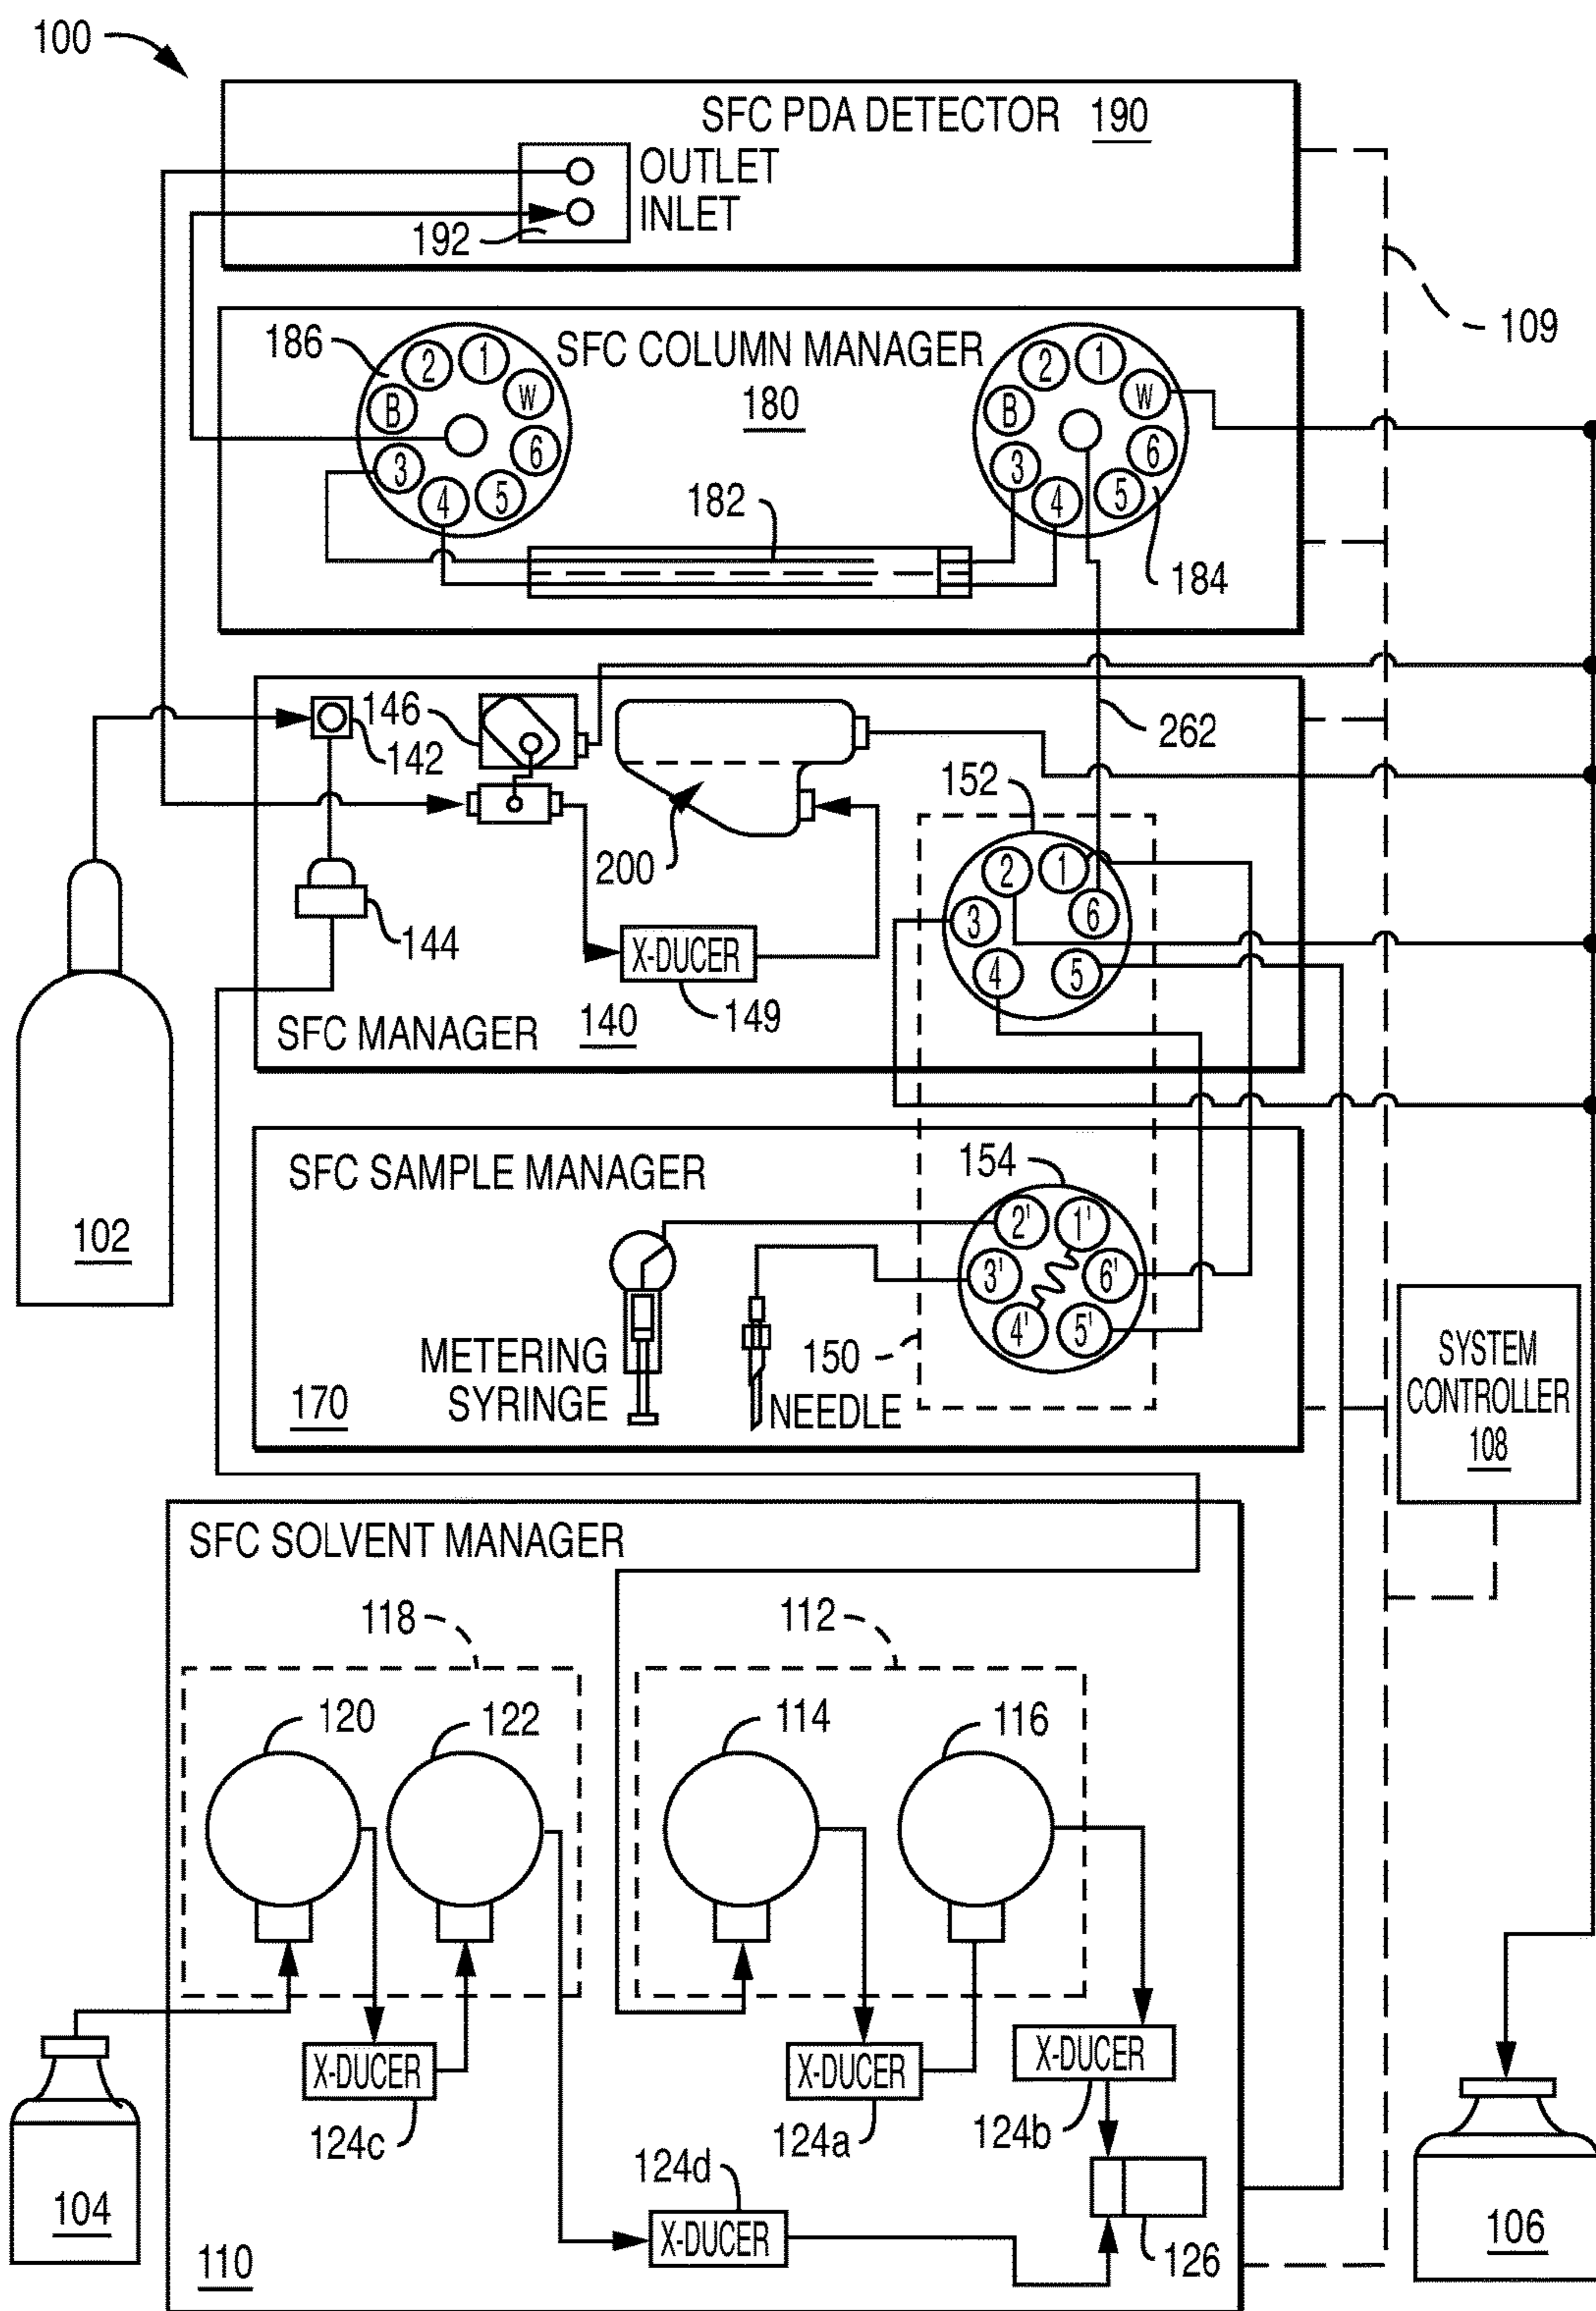 100
SFC PDA DETECTOR 190
OUTLET
INLET
192
109
186
SFC COLUMN MANAGER
180
2
1
B
W
3
6
4
5
2
1
B
W
3
6
4
5
182
184
146
142
262
152
200
144
2
1
3
6
4
5
X-DUCER
149
SFC MANAGER 140
102
SFC SAMPLE MANAGER
154
2'
1'
3'
6'
4'
5'
METERING
SYRINGE
150
NEEDLE
170
SYSTEM
CONTROLLER
108
SFC SOLVENT MANAGER
118
112
120
122
114
116
X-DUCER
124c
X-DUCER
124a
X-DUCER
124b
124d
X-DUCER
126
104
110
106